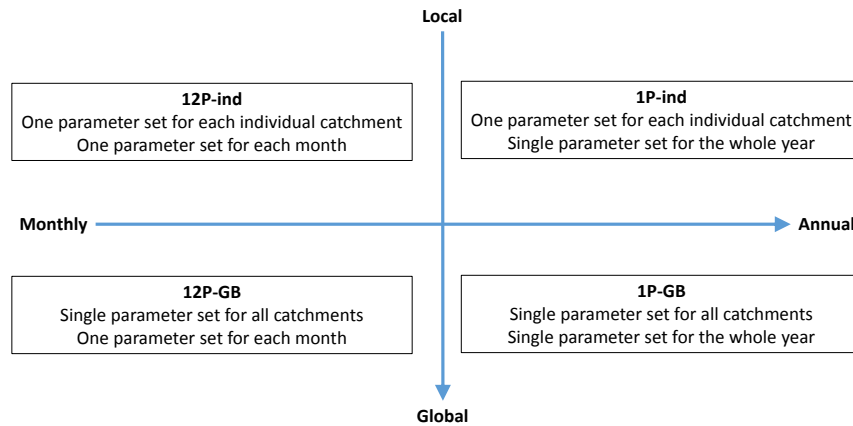 Local
12P-ind
One parameter set for each individual catchment
One parameter set for each month
1P-ind
One parameter set for each individual catchment
Single parameter set for the whole year
Monthly
Annual
12P-GB
Single parameter set for all catchments
One parameter set for each month
1P-GB
Single parameter set for all catchments
Single parameter set for the whole year
Global